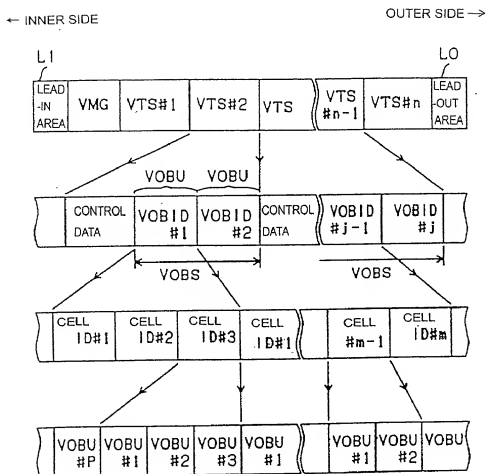 ← INNER SIDE
OUTER SIDE →
L1
LO
LEAD
-IN
AREA
VMG
VTS#1
VTS#2
VTS
VTS
#n-1
VTS#n
LEAD
-OUT
AREA
VOBU
VOBU
CONTROL
DATA
VOBID
#1
VOBID
#2
CONTROL
DATA
VOBID
#j-1
VOBID
#j
VOBS
VOBS
CELL
ID#1
CELL
ID#2
CELL
ID#3
CELL
ID#1
CELL
#m-1
CELL
ID#m
VOBU
#P
VOBU
#1
VOBU
#2
VOBU
#3
VOBU
#1
VOBU
#1
VOBU
#2
VOBU